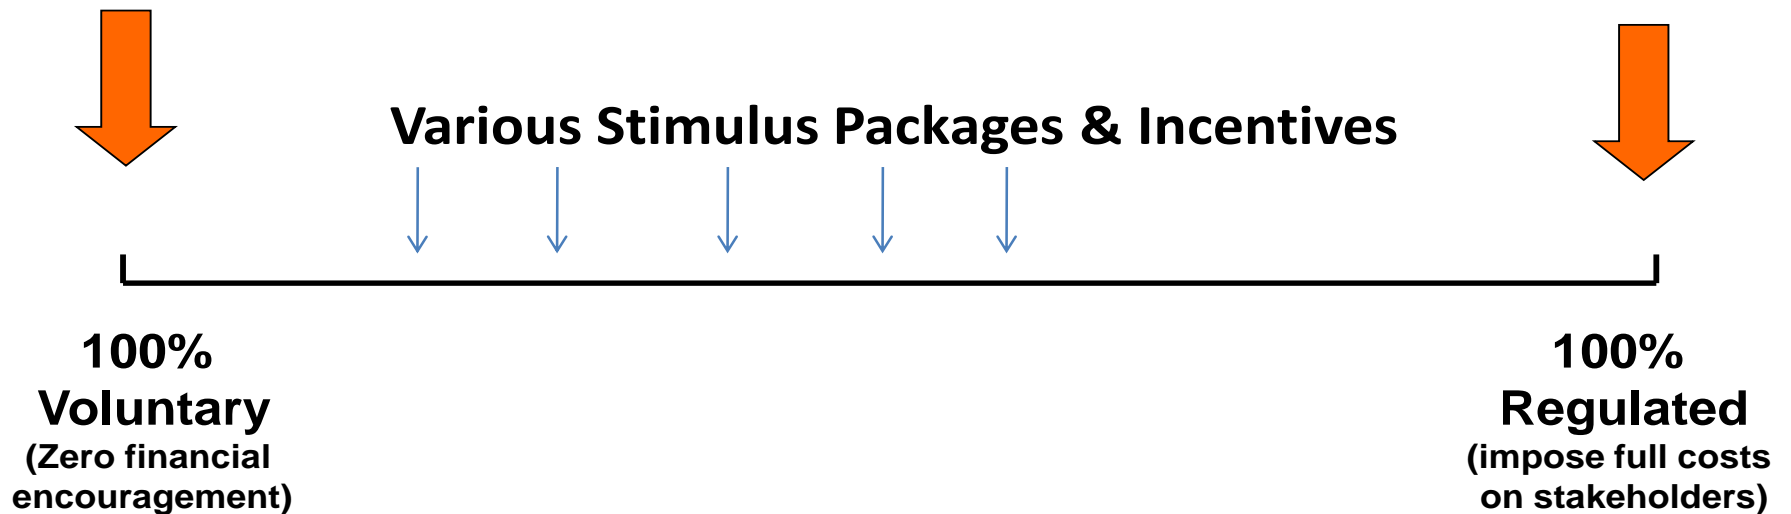 Various Stimulus Packages & Incentives
100%
Voluntary
(Zero financial
encouragement)
100%
Regulated
(impose full costs
on stakeholders)